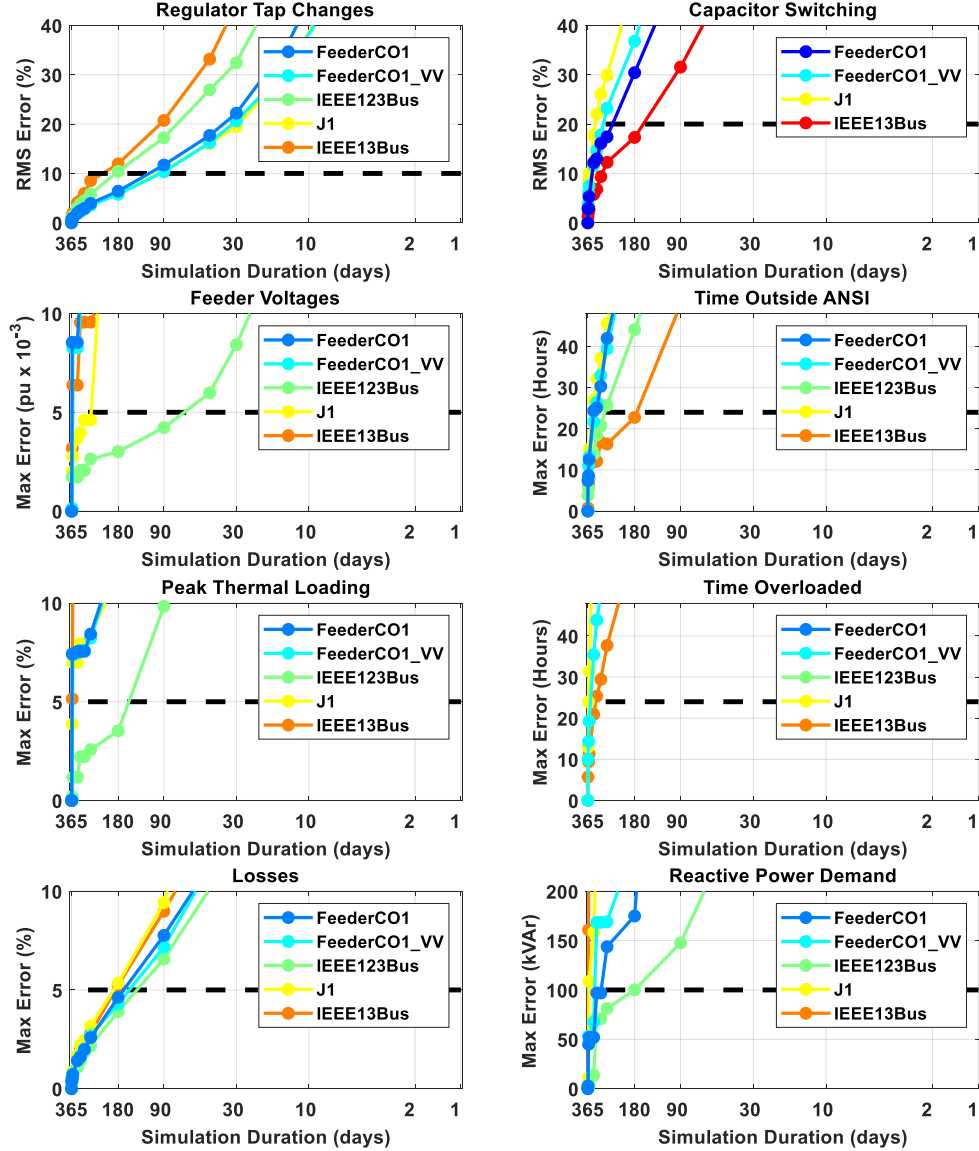 Regulator Tap Changes
RMS Error (%)
40
30
20
10
0
365 180 90 30 10 2 1
Simulation Duration (days)
FeederCO1
FeederCO1_VV
IEEE123Bus
J1
IEEE13Bus
Capacitor Switching
RMS Error (%)
40
30
20
10
0
365 180 90 30 10 2 1
Simulation Duration (days)
FeederCO1
FeederCO1_VV
J1
IEEE13Bus
Feeder Voltages
Max Error (pu x 10⁻³)
10
5
0
365 180 90 30 10 2 1
Simulation Duration (days)
FeederCO1
FeederCO1_VV
IEEE123Bus
J1
IEEE13Bus
Time Outside ANSI
Max Error (Hours)
40
30
20
10
0
365 180 90 30 10 2 1
Simulation Duration (days)
FeederCO1
FeederCO1_VV
IEEE123Bus
J1
IEEE13Bus
Peak Thermal Loading
Max Error (%)
10
5
0
365 180 90 30 10 2 1
Simulation Duration (days)
FeederCO1
FeederCO1_VV
IEEE123Bus
J1
IEEE13Bus
Time Overloaded
Max Error (Hours)
40
30
20
10
0
365 180 90 30 10 2 1
Simulation Duration (days)
FeederCO1
FeederCO1_VV
IEEE123Bus
J1
IEEE13Bus
Losses
Max Error (%)
10
5
0
365 180 90 30 10 2 1
Simulation Duration (days)
FeederCO1
FeederCO1_VV
IEEE123Bus
J1
IEEE13Bus
Reactive Power Demand
Max Error (kVAr)
200
150
100
50
0
365 180 90 30 10 2 1
Simulation Duration (days)
FeederCO1
FeederCO1_VV
IEEE123Bus
J1
IEEE13Bus